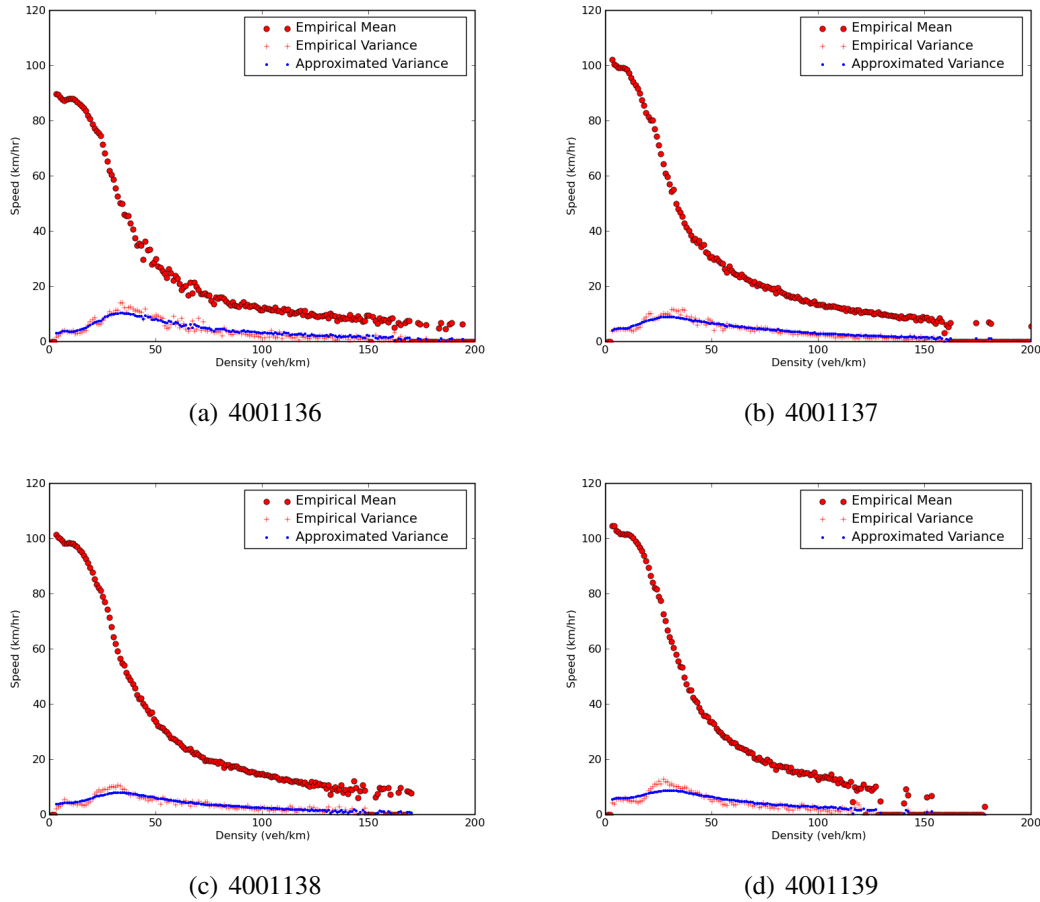 120
100
80
60
40
20
0
Speed (km/hr)
Empirical Mean
Empirical Variance
Approximated Variance
0 50 100 150 200
Density (veh/km)
(a) 4001136
120
100
80
60
40
20
0
Speed (km/hr)
Empirical Mean
Empirical Variance
Approximated Variance
0 50 100 150 200
Density (veh/km)
(b) 4001137
120
100
80
60
40
20
0
Speed (km/hr)
Empirical Mean
Empirical Variance
Approximated Variance
0 50 100 150 200
Density (veh/km)
(c) 4001138
120
100
80
60
40
20
0
Speed (km/hr)
Empirical Mean
Empirical Variance
Approximated Variance
0 50 100 150 200
Density (veh/km)
(d) 4001139